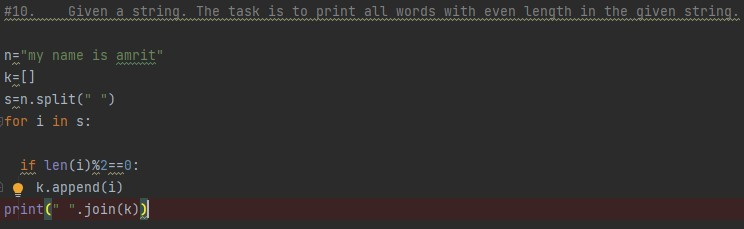 #10.    Given a string. The task is to print all words with even length in the given string.
n="my name is amrit"
k=[]
s=n.split(" ")
for i in s:
  if len(i)%2==0:
    k.append(i)
print(" ".join(k))